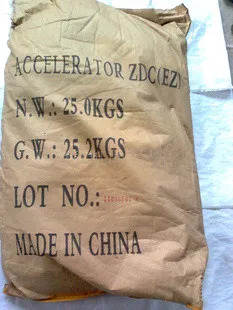 ACCELERATOR ZDC(EZ)
N.W.: 25.0KGS
G.W.: 25.2KGS
LOT NO.:
MADE IN CHINA